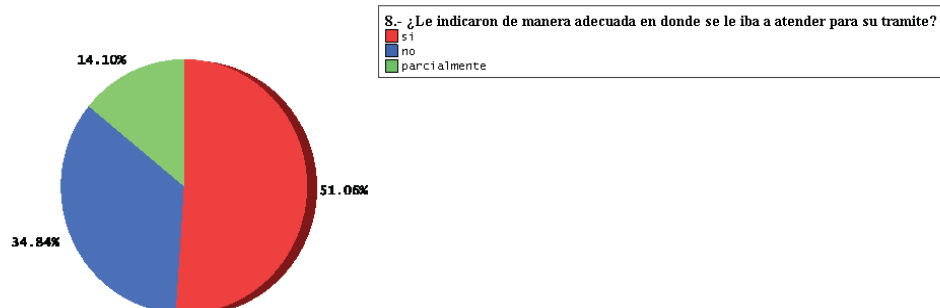 8.- ¿Le indicaron de manera adecuada en donde se le iba a atender para su tramite?
si
no
parcialmente
14.10%
51.06%
34.84%